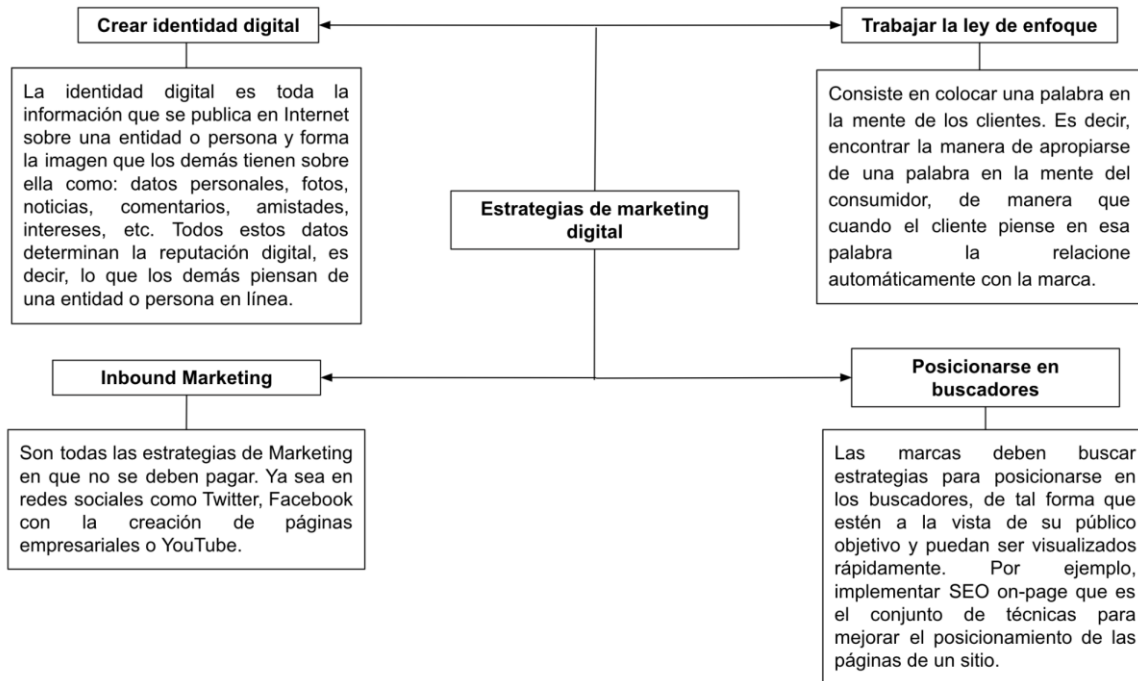 Crear identidad digital
La identidad digital es toda la
información que se publica en Internet
sobre una entidad o persona y forma
la imagen que los demás tienen sobre
ella como: datos personales, fotos,
noticias, comentarios, amistades,
intereses, etc. Todos estos datos
determinan la reputación digital, es
decir, lo que los demás piensan de
una entidad o persona en línea.
Trabajar la ley de enfoque
Consiste en colocar una palabra en
la mente de los clientes. Es decir,
encontrar la manera de apropiarse
de una palabra en la mente del
consumidor, de manera que
cuando el cliente piense en esa
palabra la relacione
automáticamente con la marca.
Estrategias de marketing
digital
Inbound Marketing
Son todas las estrategias de Marketing
en que no se deben pagar. Ya sea en
redes sociales como Twitter, Facebook
con la creación de páginas
empresariales o YouTube.
Posicionarse en
buscadores
Las marcas deben buscar
estrategias para posicionarse en
los buscadores, de tal forma que
estén a la vista de su público
objetivo y puedan ser visualizados
rápidamente. Por ejemplo,
implementar SEO on-page que es
el conjunto de técnicas para
mejorar el posicionamiento de las
páginas de un sitio.